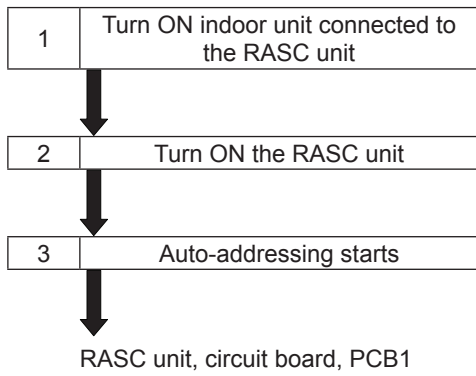 1
Turn ON indoor unit connected to
the RASC unit
2 Turn ON the RASC unit
3 Auto-addressing starts
RASC unit, circuit board, PCB1